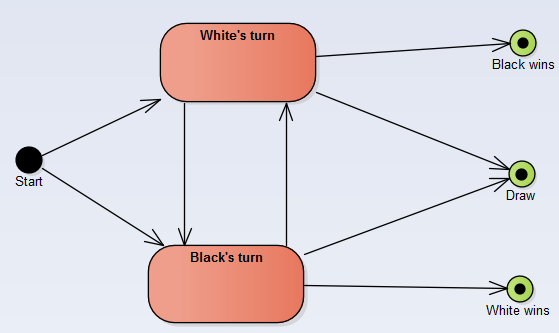 White's turn
Black wins
Start
Draw
Black's turn
White wins